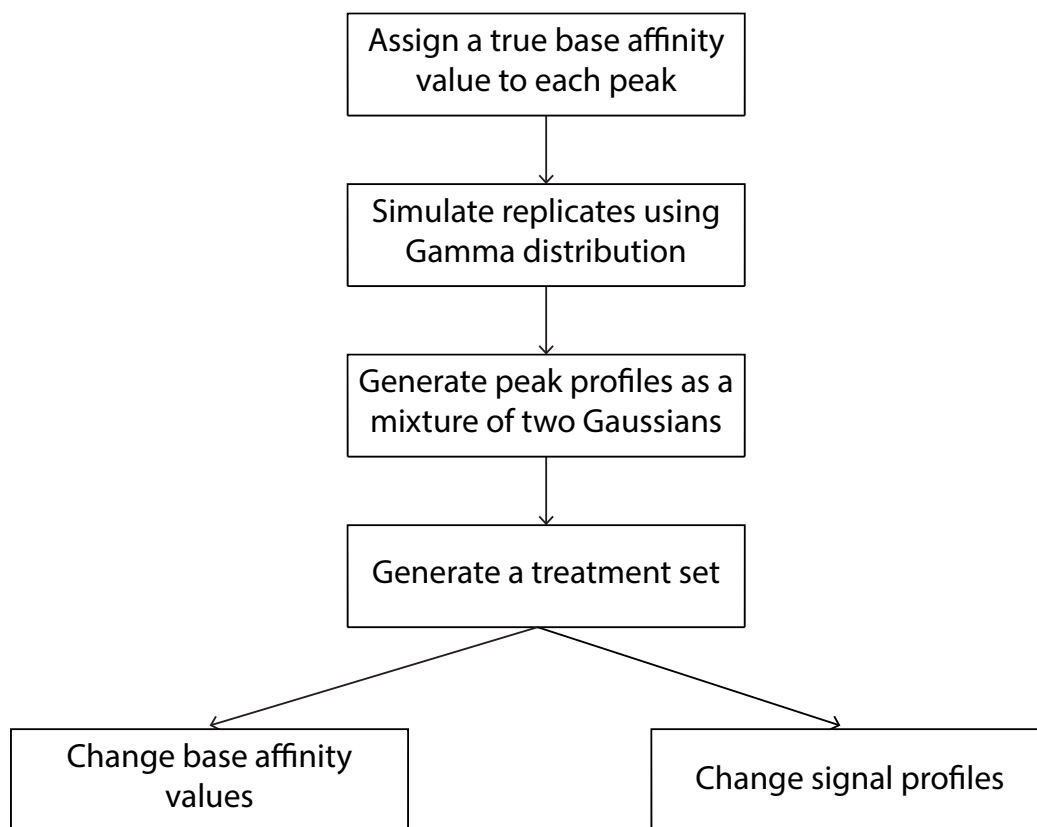 Assign a true base affinity
value to each peak
Simulate replicates using
Gamma distribution
Generate peak profiles as a
mixture of two Gaussians
Generate a treatment set
Change base affinity
values
Change signal profiles